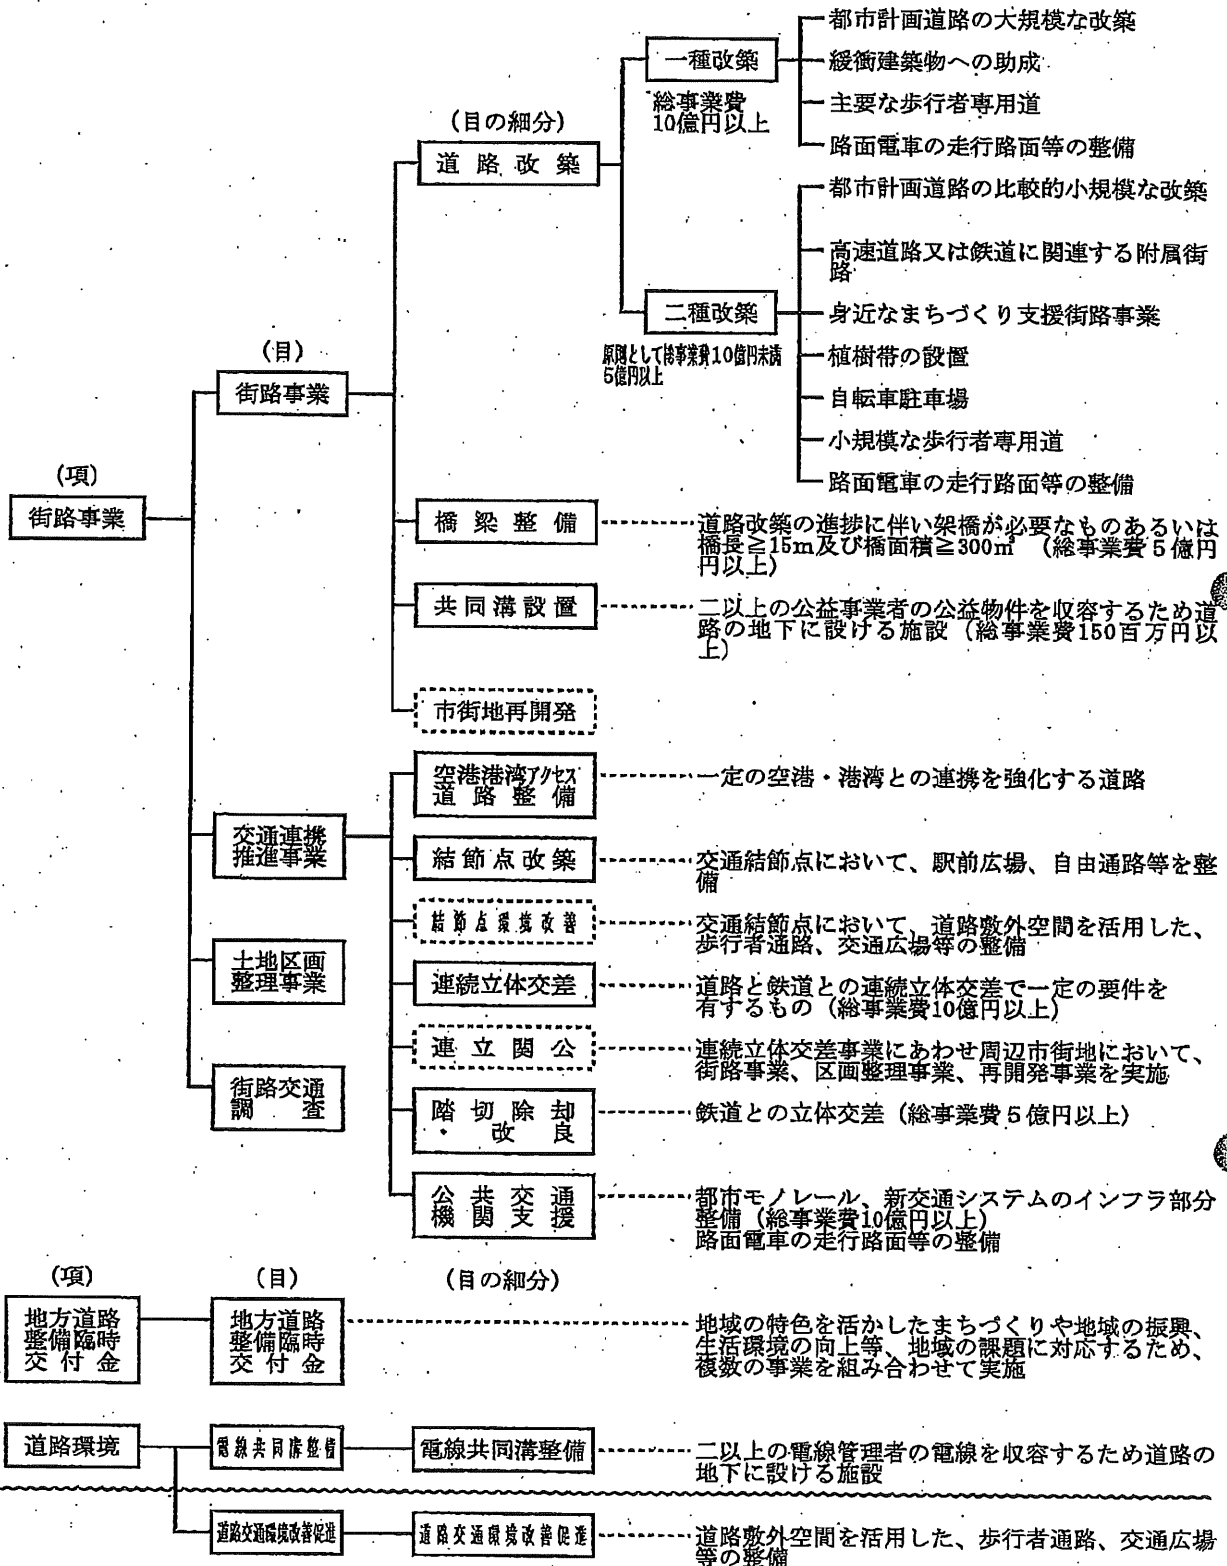 都市計画道路の大規模な改築
一種改築
緩衝建築物への助成
総事業費
10億円以上
主要な歩行者専用道
(目の細分)
路面電車の走行路面等の整備
道路改築
都市計画道路の比較的小規模な改築
高速道路又は鉄道に関連する附属街
路
二種改築
身近なまちづくり支援街路事業
原則として総事業費10億円未満
5億円以上
植樹帯の設置
自転車駐車場
小規模な歩行者専用道
路面電車の走行路面等の整備
(目)
街路事業
(項)
街路事業
橋梁整備
道路改築の進捗に伴い架橋が必要なものあるいは
橋長≧15m及び橋面積≧300㎡ (総事業費5億円
円以上)
共同溝設置
二以上の公益事業者の公益物件を収容するため道
路の地下に設ける施設 (総事業費150百万円以
上)
市街地再開発
空港港湾アクセス
道路整備
一定の空港・港湾との連携を強化する道路
交通連携
推進事業
結節点改築
交通結節点において、駅前広場、自由通路等を整
備
結節点環境改善
交通結節点において、道路敷外空間を活用した、
歩行者通路、交通広場等の整備
土地区画
整理事業
連続立体交差
道路と鉄道との連続立体交差で一定の要件を
有するもの (総事業費10億円以上)
連立関公
連続立体交差事業にあわせ周辺市街地において、
街路事業、区画整理事業、再開発事業を実施
街路交通
調査
踏切除却
・改良
鉄道との立体交差 (総事業費5億円以上)
公共交通
機関支援
都市モノレール、新交通システムのインフラ部分
整備 (総事業費10億円以上)
路面電車の走行路面等の整備
(項)
(目)
(目の細分)
地方道路
整備臨時
交付金
地方道路
整備臨時
交付金
地域の特色を活かしたまちづくりや地域の振興、
生活環境の向上等、地域の課題に対応するため、
複数の事業を組み合わせて実施
道路環境
電線共同溝整備
電線共同溝整備
二以上の電線管理者の電線を収容するため道路の
地下に設ける施設
道路交通環境改善促進
道路交通環境改善促進
道路敷外空間を活用した、歩行者通路、交通広場
等の整備